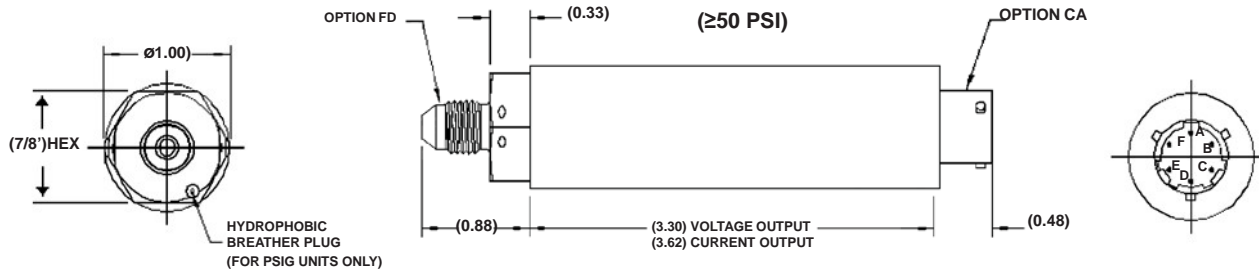 OPTION FD
(0.33)
(≥50 PSI)
OPTION CA
Ø1.00)
(7/8')HEX
HYDROPHOBIC
BREATHER PLUG
(FOR PSIG UNITS ONLY)
(0.88)
(3.30) VOLTAGE OUTPUT
(3.62) CURRENT OUTPUT
(0.48)
A
F
B
E
C
D